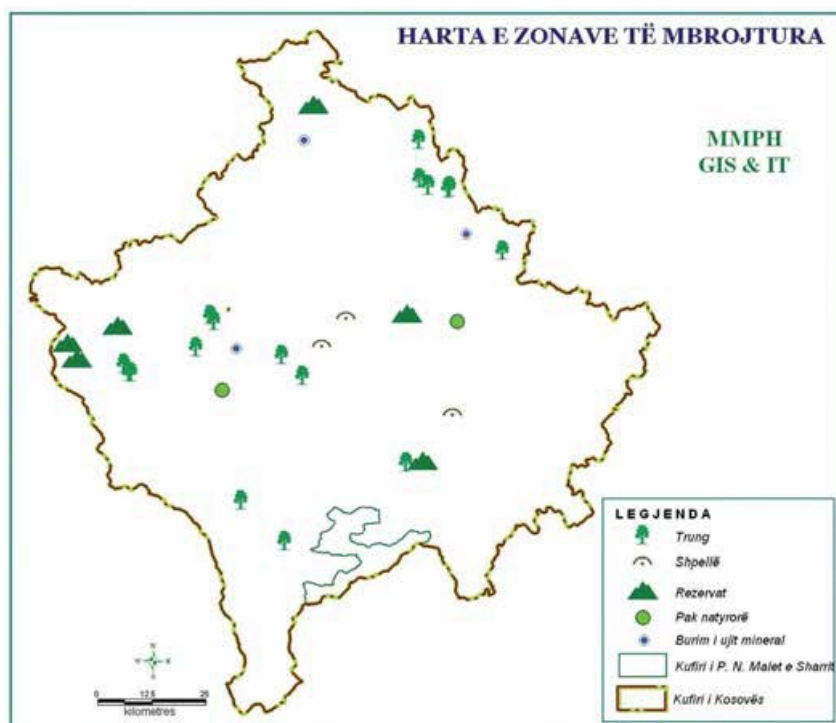 HARTA E ZONAVE TË MBROJTURA
MMPH
GIS & IT
LEGJENDA
Trung
Shpellë
Rezervat
Pak natyrorë
Burim i ujit mineral
Kufiri i P. N. Malet e Sharrit
Kufiri i Kosovës
0 12.5 25
kilometres